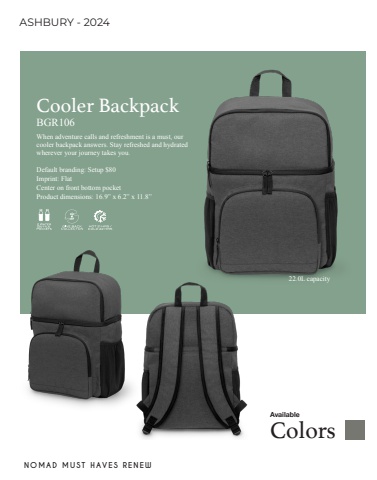 ASHBURY - 2024
Cooler Backpack
BGR106
When adventure calls and refreshment is a must, our
cooler backpack answers. Stay refreshed and hydrated
wherever your journey takes you.
Default branding: Setup $80
Imprint: Flat
Center on front bottom pocket
Product dimensions: 16.9" x 6.2" x 11.8"
22.0L capacity
Available
Colors
NOMAD MUST HAVES RENEW